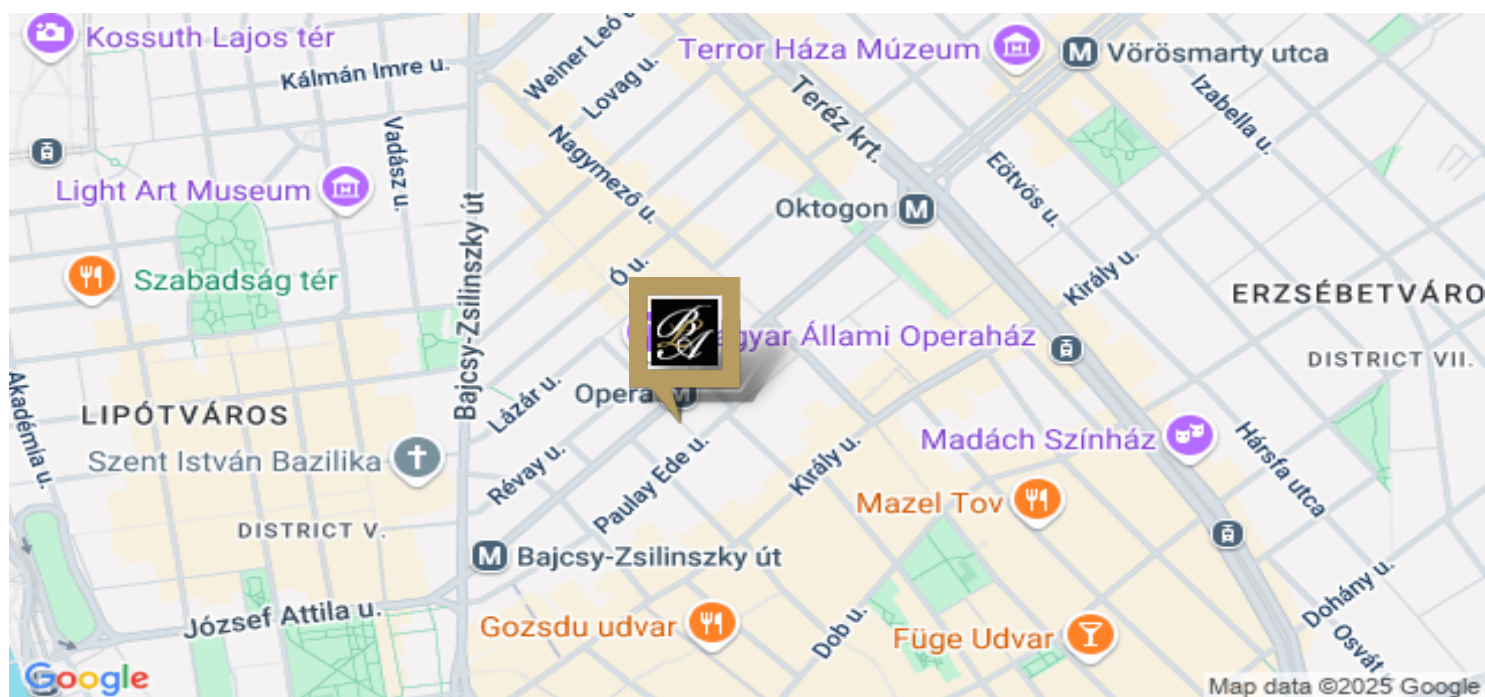 Kossuth Lajos tér
Kálmán Imre u.
Weiner Leó u.
Lovag u.
Terror Háza Múzeum
M Vörösmarty utca
Izabella u.
Teréz krt.
Vadász u.
Nagymező u.
Light Art Museum
Eötvös u.
Oktogon M
Bajcsy-Zsilinszky út
Ó u.
Király u.
Szabadság tér
ERZSÉBETVÁRO
agyar Állami Operaház
DISTRICT VII.
Akadémia u.
Lázár u.
Opera M
LIPÓTVÁROS
Madách Színház
Hársfa utca
Szent István Bazilika
Révay u.
Paulay Ede u.
Király u.
Mazel Tov
DISTRICT V.
M Bajcsy-Zsilinszky út
Dohány u.
József Attila u.
Gozsdu udvar
Dob u.
Füge Udvar
Osvát
Google
Map data ©2025 Google